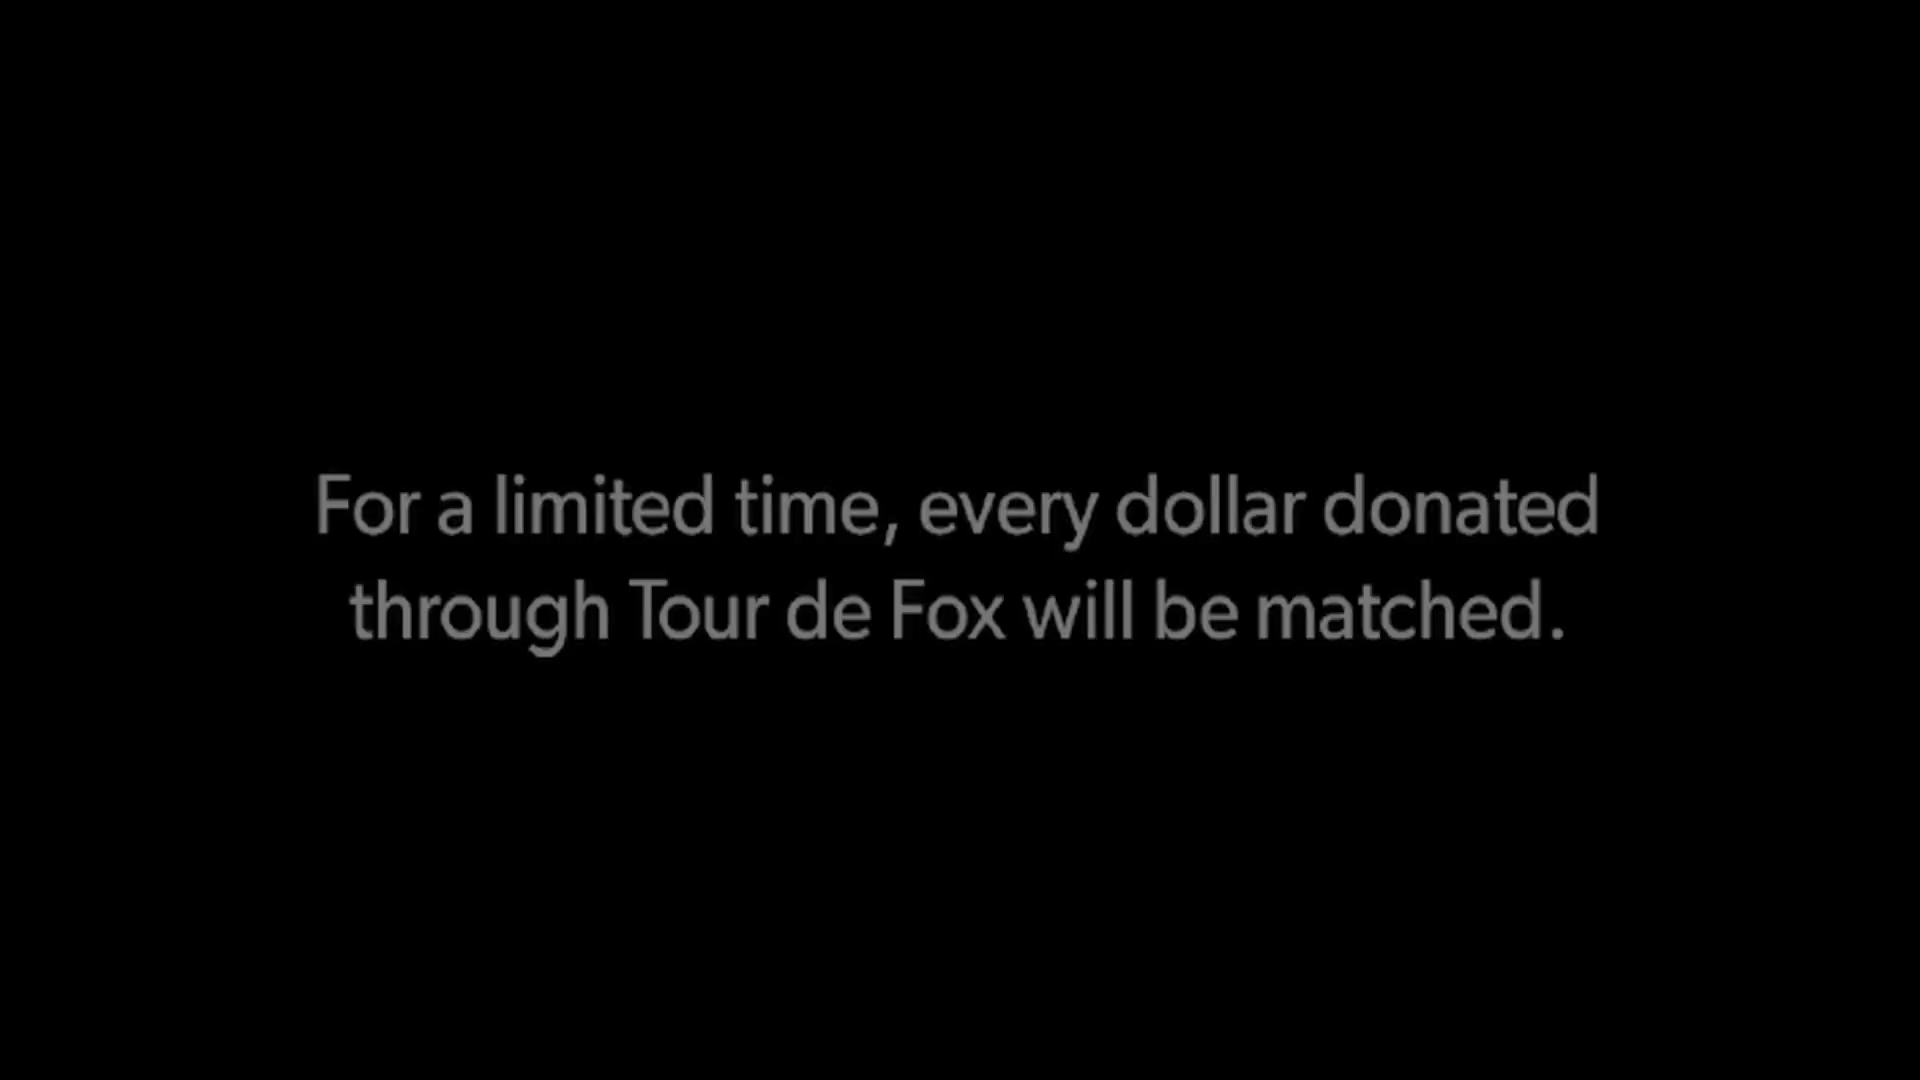 For a limited time, every dollar donated
through Tour de Fox will be matched.